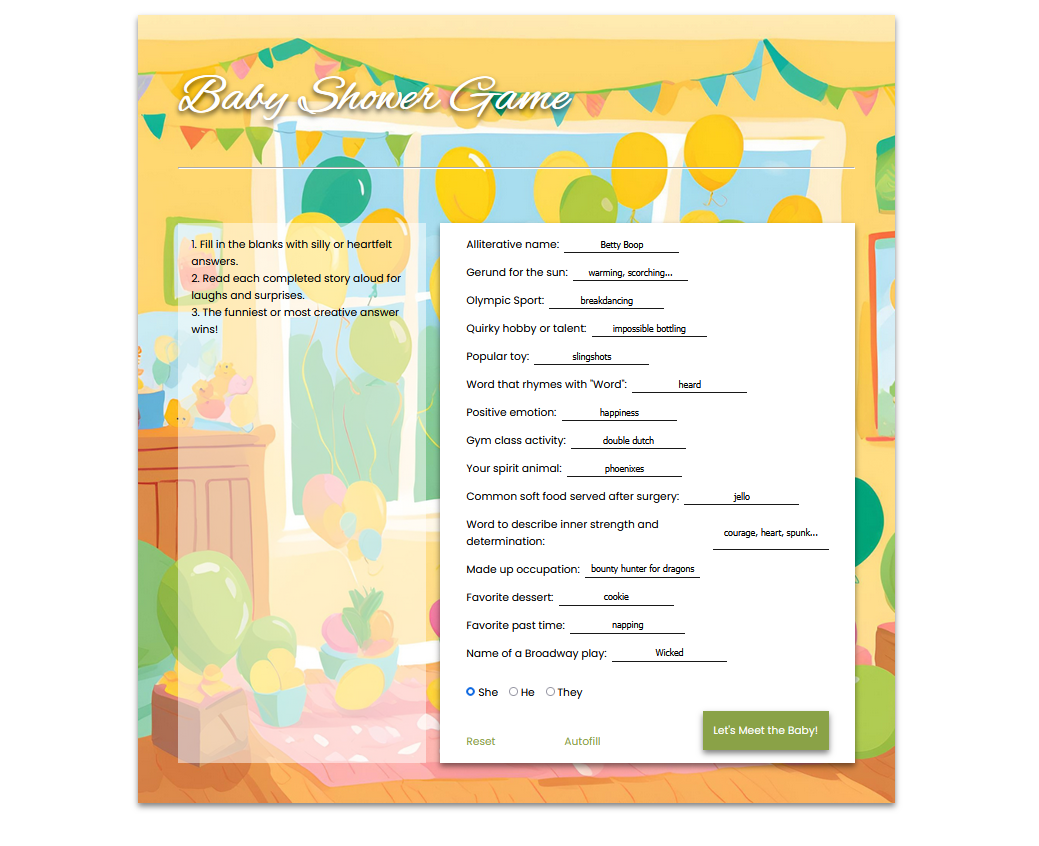 Baby Shower Game
1. Fill in the blanks with silly or heartfelt
answers.
2. Read each completed story aloud for
laughs and surprises.
3. The funniest or most creative answer
wins!
Alliterative name: Betty Boop
Gerund for the sun: warming, scorching...
Olympic Sport: breakdancing
Quirky hobby or talent: impossible bottling
Popular toy: slingshots
Word that rhymes with "Word": heard
Positive emotion: happiness
Gym class activity: double dutch
Your spirit animal: phoenixes
Common soft food served after surgery: jello
Word to describe inner strength and
determination: courage, heart, spunk...
Made up occupation: bounty hunter for dragons
Favorite dessert: cookie
Favorite past time: napping
Name of a Broadway play: Wicked
She He They
Reset Autofill Let's Meet the Baby!